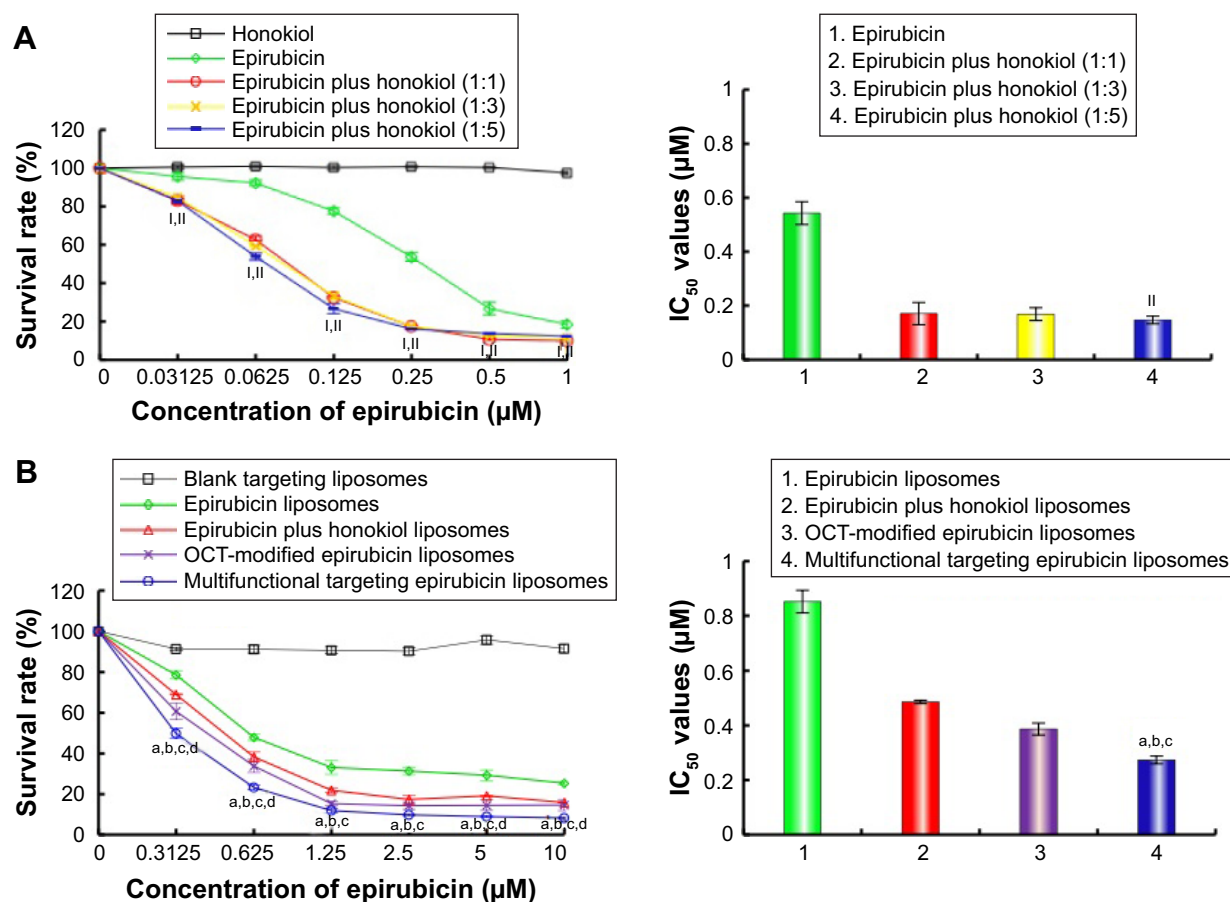 A
Honokiol
Epirubicin
Epirubicin plus honokiol (1:1)
Epirubicin plus honokiol (1:3)
Epirubicin plus honokiol (1:5)
Survival rate (%)
120
100
80
60
40
20
0
I,II
I,II
I,II
I,II
I,II
I,II
0 0.03125 0.0625 0.125 0.25 0.5 1
Concentration of epirubicin (μM)
1. Epirubicin
2. Epirubicin plus honokiol (1:1)
3. Epirubicin plus honokiol (1:3)
4. Epirubicin plus honokiol (1:5)
IC50 values (μM)
1
0.8
0.6
0.4
0.2
0
II
1 2 3 4
B
Blank targeting liposomes
Epirubicin liposomes
Epirubicin plus honokiol liposomes
OCT-modified epirubicin liposomes
Multifunctional targeting epirubicin liposomes
Survival rate (%)
120
100
80
60
40
20
0
a,b,c,d
a,b,c,d
a,b,c
a,b,c
a,b,c,d
a,b,c,d
0 0.3125 0.625 1.25 2.5 5 10
Concentration of epirubicin (μM)
1. Epirubicin liposomes
2. Epirubicin plus honokiol liposomes
3. OCT-modified epirubicin liposomes
4. Multifunctional targeting epirubicin liposomes
IC50 values (μM)
1
0.8
0.6
0.4
0.2
0
a,b,c
1 2 3 4